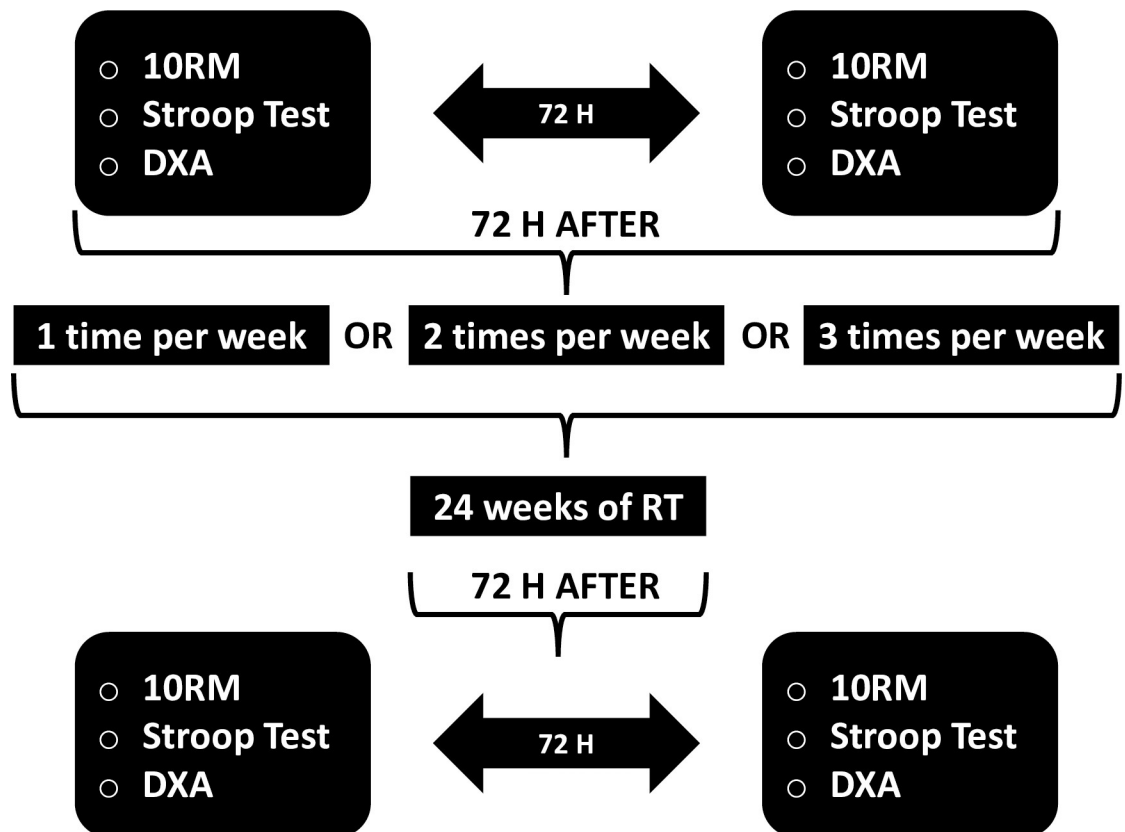 10RM
Stroop Test
DXA
72 H
10RM
Stroop Test
DXA
72 H AFTER
1 time per week OR 2 times per week OR 3 times per week
24 weeks of RT
72 H AFTER
10RM
Stroop Test
DXA
72 H
10RM
Stroop Test
DXA